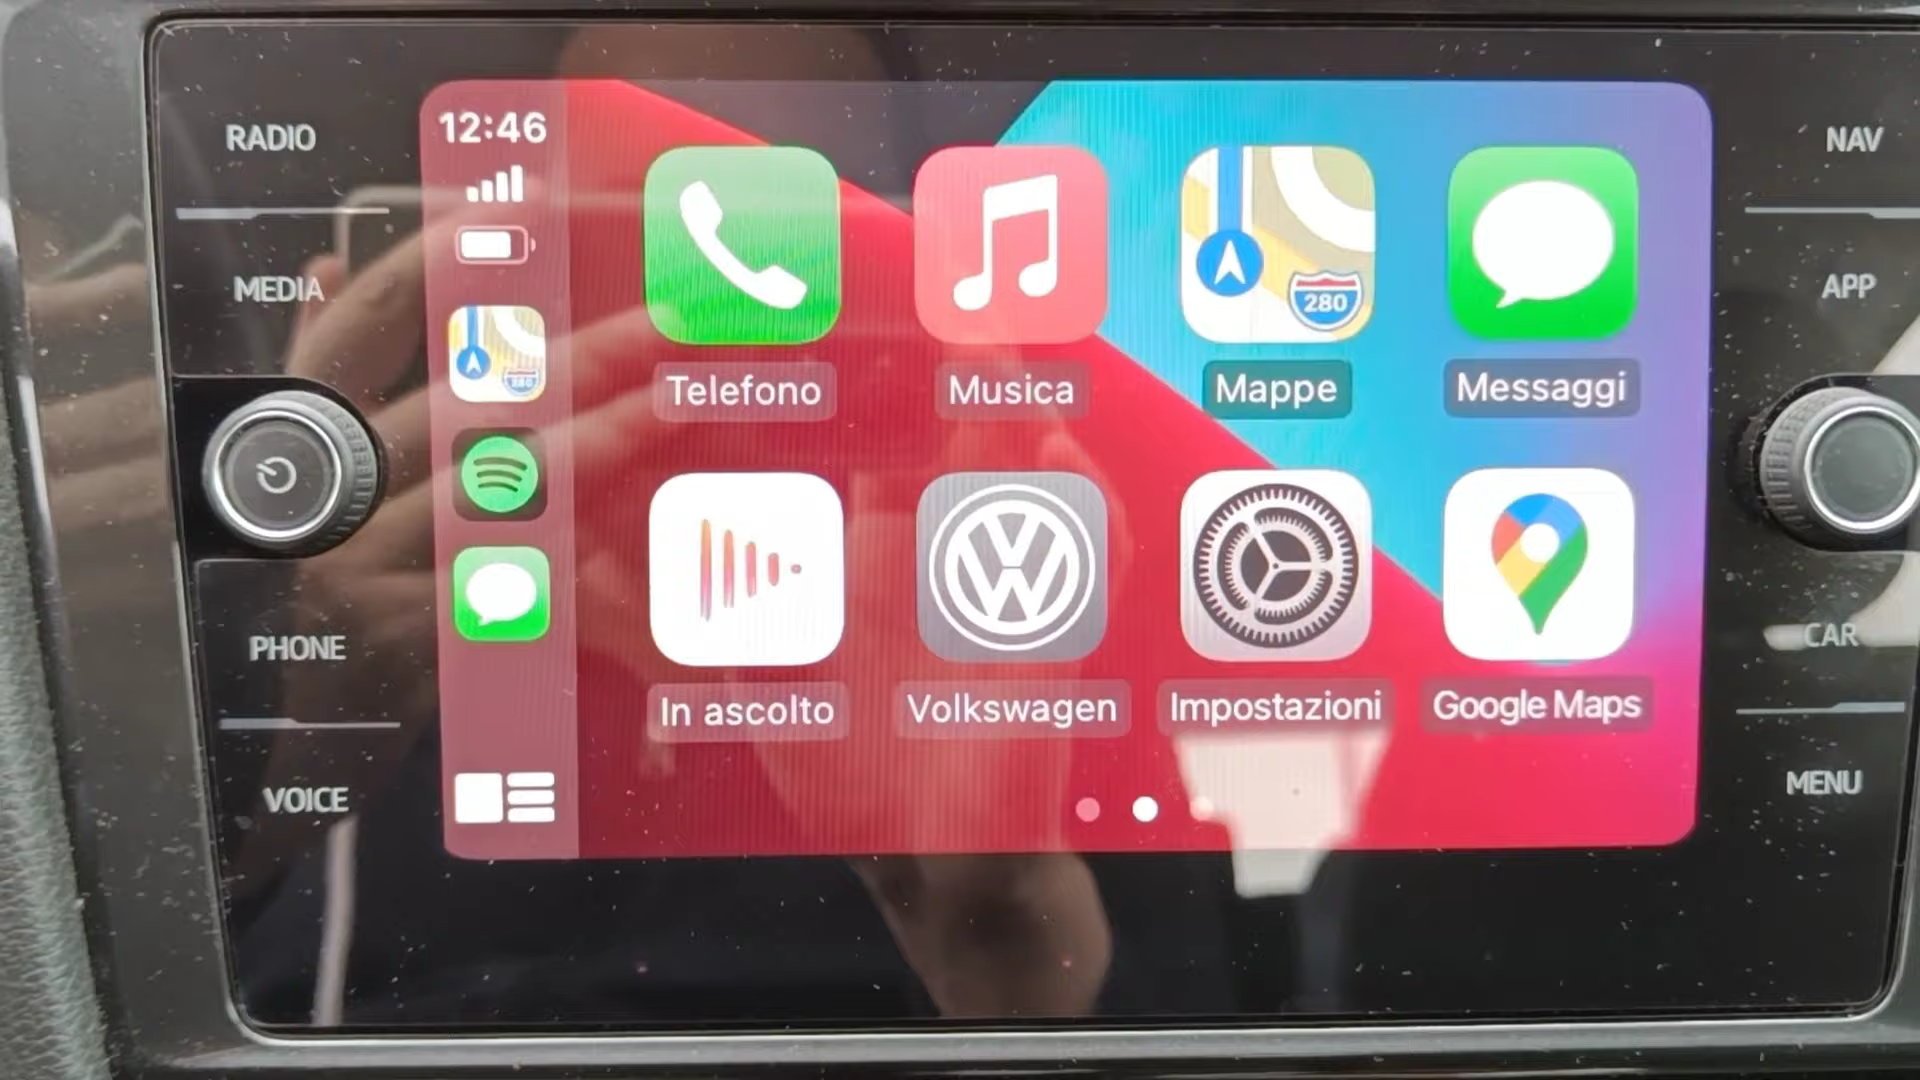 RADIO
MEDIA
PHONE
VOICE
12:46
280
Telefono
Musica
280
Mappe
Messaggi
In ascolto
Volkswagen
Impostazioni
Google Maps
NAV
APP
CAR
MENU